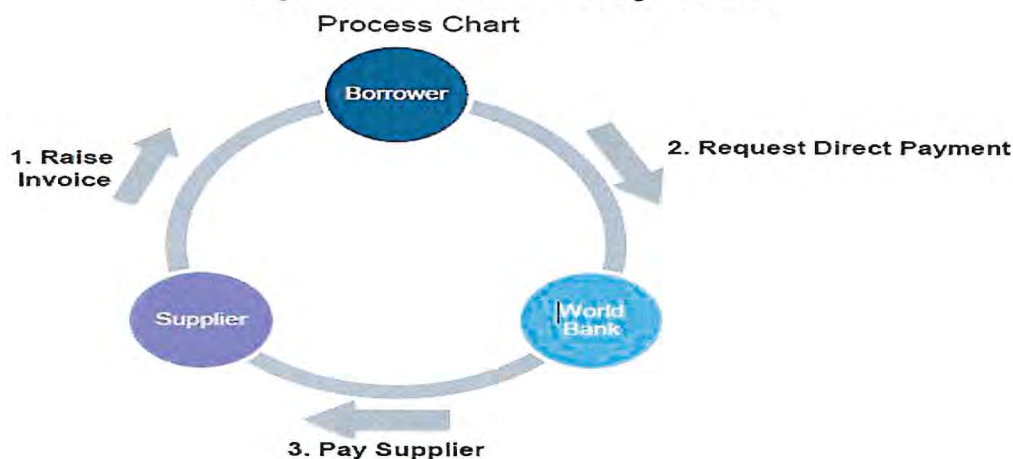 Process Chart
Borrower
1. Raise
Invoice
2. Request Direct Payment
Supplier
World
Bank
3. Pay Supplier